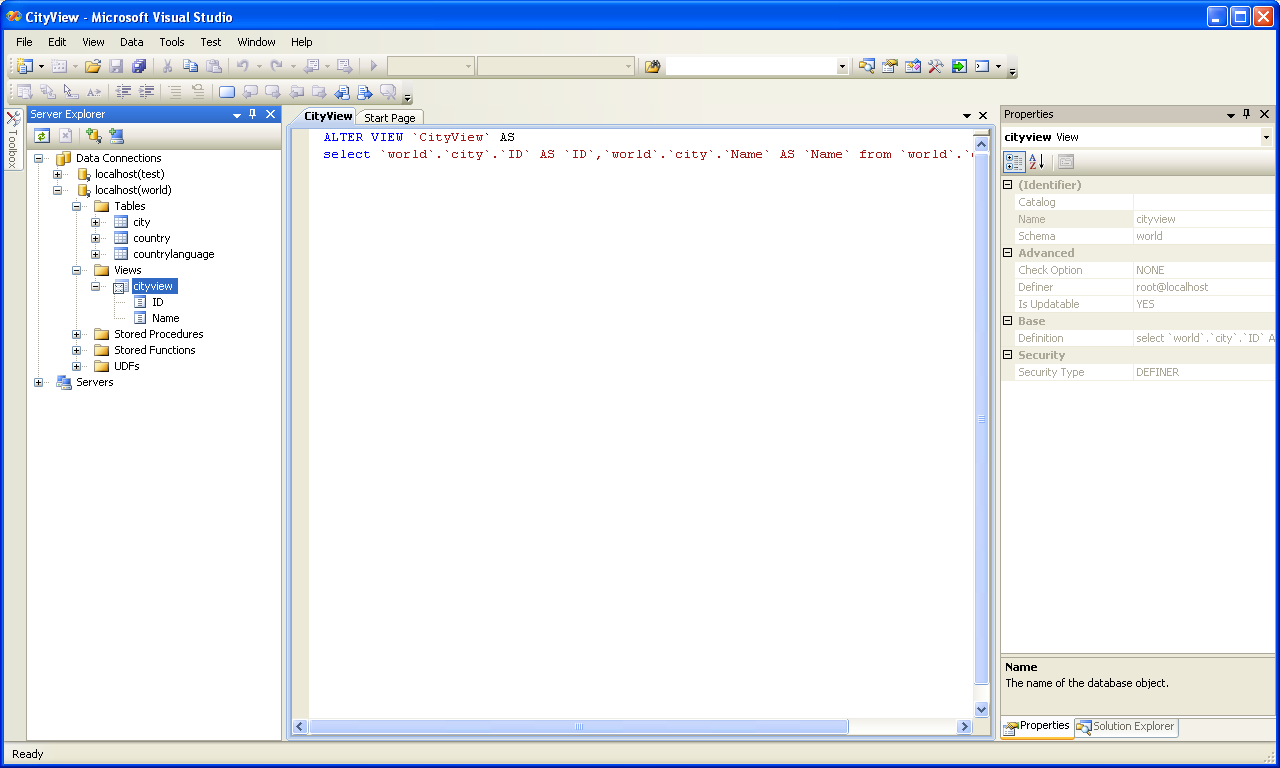 CityView - Microsoft Visual Studio
File Edit View Data Tools Test Window Help
Toolbox
Server Explorer
Data Connections
localhost(test)
localhost(world)
Tables
city
country
countrylanguage
Views
cityview
ID
Name
Stored Procedures
Stored Functions
UDFs
Servers
CityView Start Page
ALTER VIEW `CityView` AS
select `world`.`city`.`ID` AS `ID`,`world`.`city`.`Name` AS `Name` from `world`.`
Properties
cityview View
(Identifier)
Catalog
Name cityview
Schema world
Advanced
Check Option NONE
Definer root@localhost
Is Updatable YES
Base
Definition select `world`.`city`.`ID` A
Security
Security Type DEFINER
Name
The name of the database object.
Properties Solution Explorer
Ready